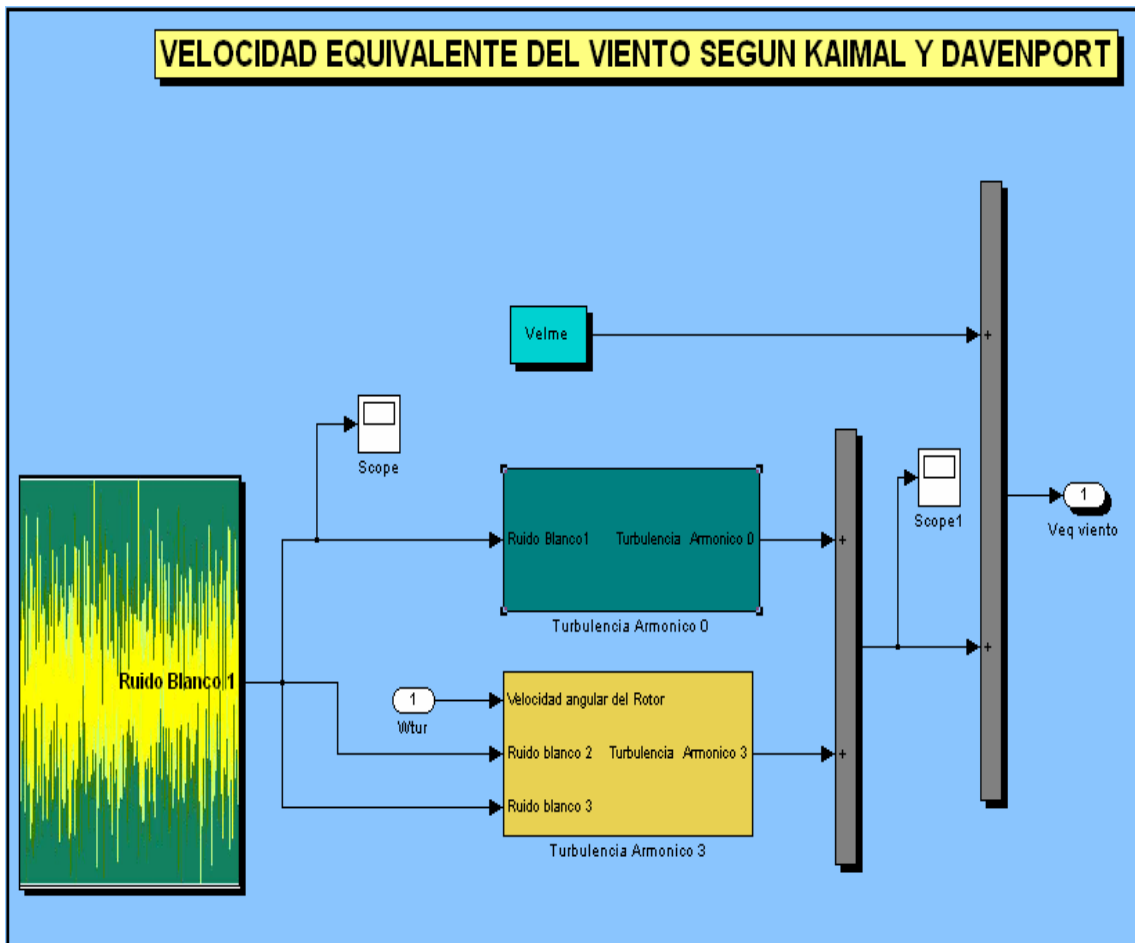 VELOCIDAD EQUIVALENTE DEL VIENTO SEGUN KAIMAL Y DAVENPORT
Velme
+
Scope
Scope1
1
Veq viento
Ruido Blanco1
Turbulencia Armonico 0
+
Turbulencia Armonico 0
+
Ruido Blanco 1
1
Wtur
Velocidad angular del Rotor
Ruido blanco 2
Turbulencia Armonico 3
+
Ruido blanco 3
Turbulencia Armonico 3